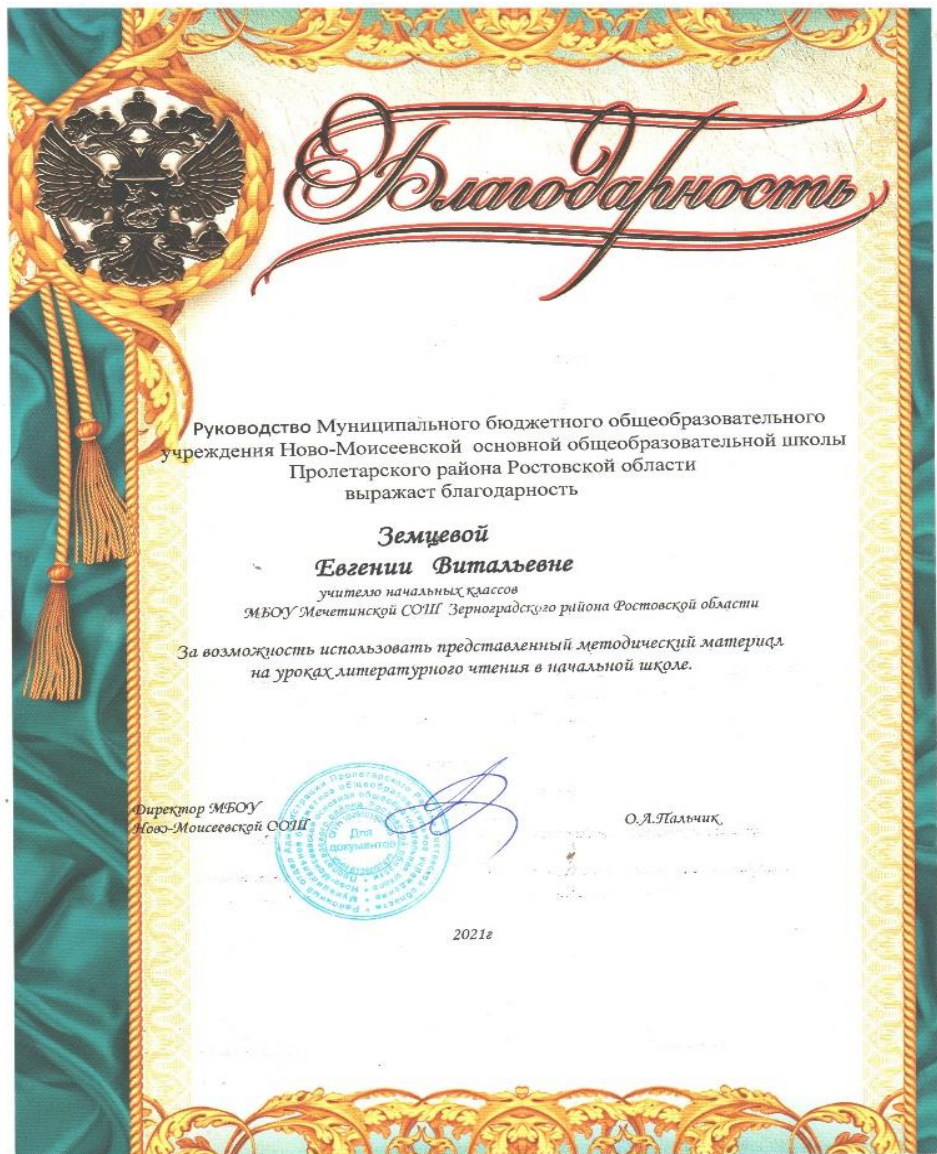 Благодарность
Руководство Муниципального бюджетного общеобразовательного
учреждения Ново-Моисеевской основной общеобразовательной школы
Пролетарского района Ростовской области
выражает благодарность
Земцевой
Евгении Витальевне
учителю начальных классов
МБОУ Мечетинской СОШ Зерноградского района Ростовской области
За возможность использовать представленный методический материал
на уроках литературного чтения в начальной школе.
Директор МБОУ
Ново-Моисеевской ООШ
О.А.Пальчик
Для
документов
2021г